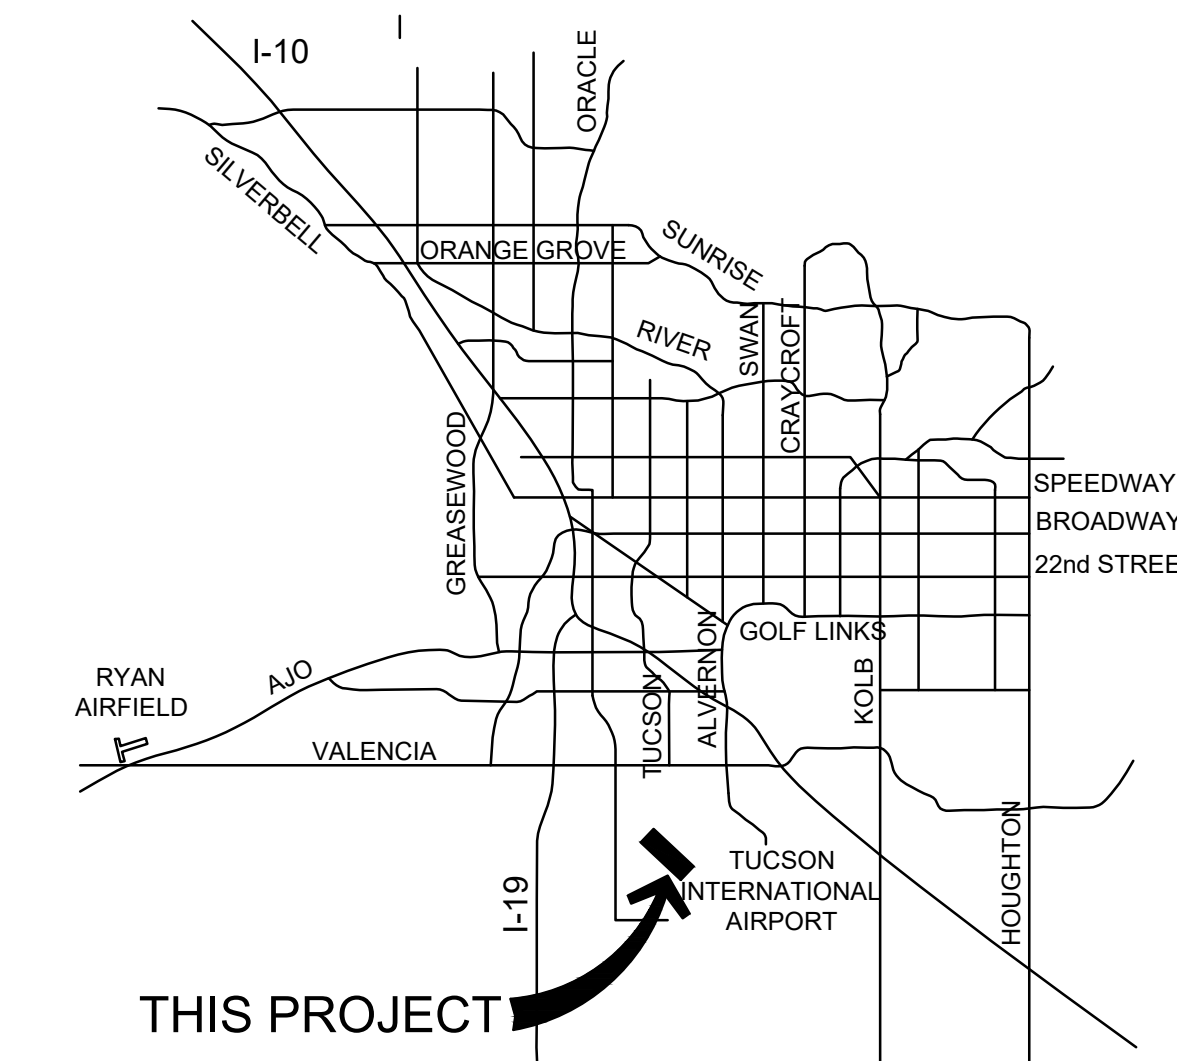 I-10
ORACLE
SILVERBELL
ORANGE GROVE
SUNRISE
RIVER
SWAN
CRAYCROFT
GREASEWOOD
SPEEDWAY
BROADWAY
22nd STREE
GOLF LINKS
ALVERNON
KOLB
TUCSON
RYAN
AIRFIELD
AJO
VALENCIA
HOUGHTON
TUCSON
INTERNATIONAL
AIRPORT
I-19
THIS PROJECT